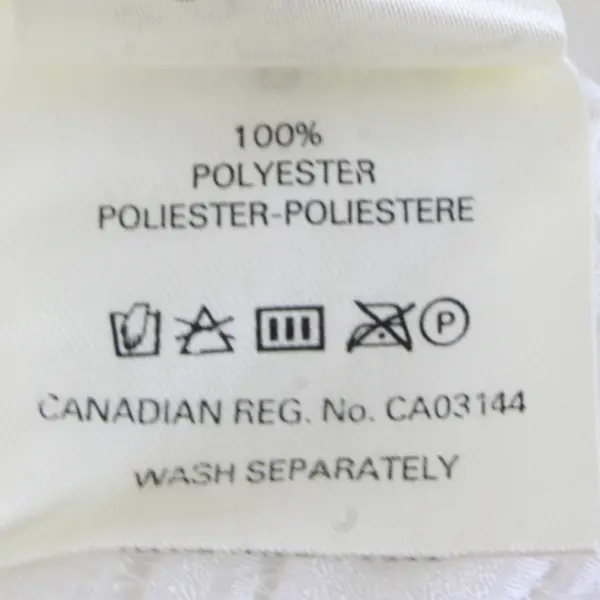 100%
POLYESTER
POLIESTER-POLIESTERE
P
CANADIAN REG. No. CA03144
WASH SEPARATELY